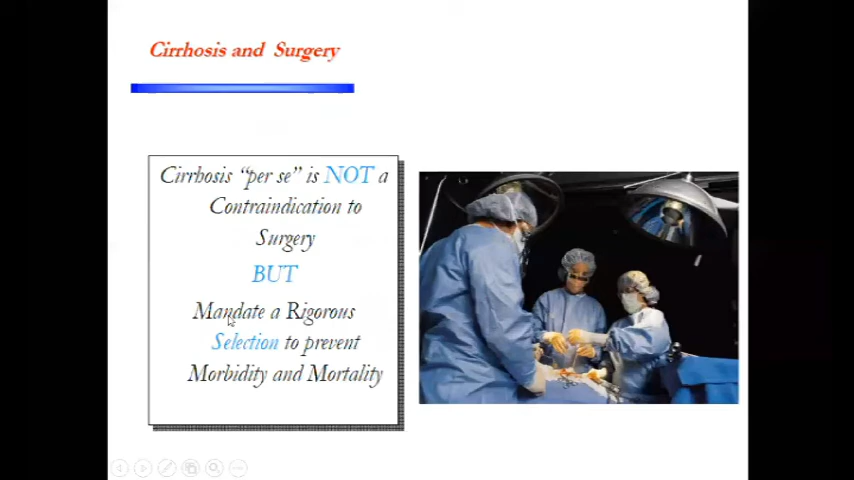 Cirrhosis and Surgery
Cirrhosis “per se” is NOT a
Contraindication to
Surgery
BUT
Mandate a Rigorous
Selection to prevent
Morbidity and Mortality